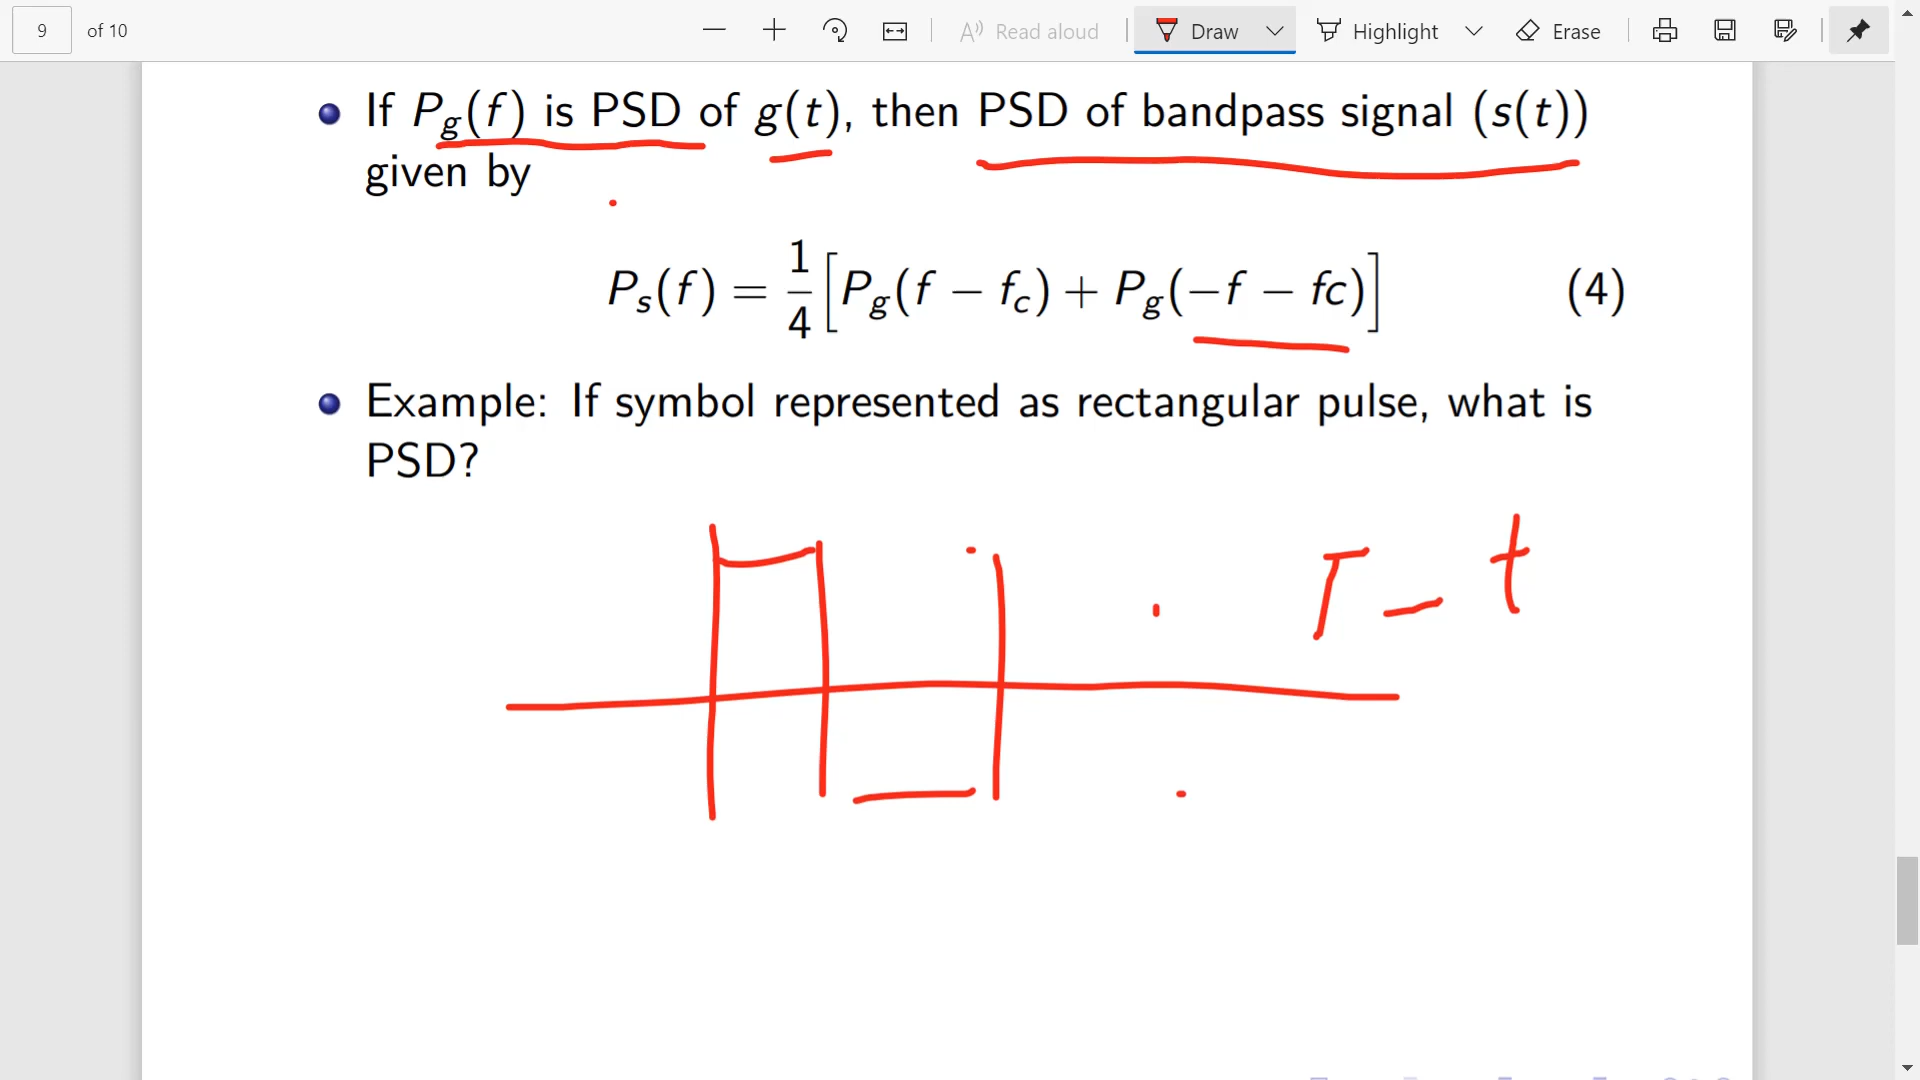 9 of 10 Read aloud Draw Highlight Erase
If P_g(f) is PSD of g(t), then PSD of bandpass signal (s(t))
given by
P_s(f) = 1/4 [P_g(f − f_c) + P_g(−f − fc)] (4)
Example: If symbol represented as rectangular pulse, what is
PSD?
T - t